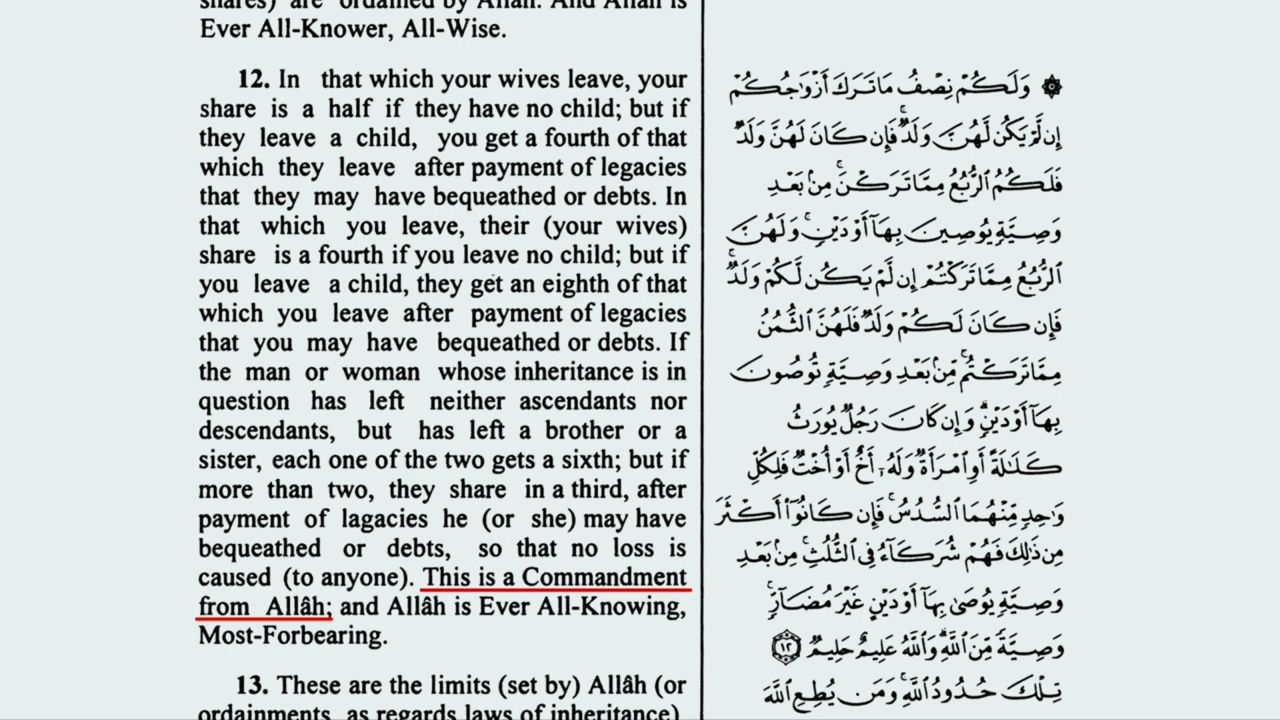 shares) are ordained by Allâh. And Allâh is
Ever All-Knower, All-Wise.
12. In that which your wives leave, your
share is a half if they have no child; but if
they leave a child, you get a fourth of that
which they leave after payment of legacies
that they may have bequeathed or debts. In
that which you leave, their (your wives)
share is a fourth if you leave no child; but if
you leave a child, they get an eighth of that
which you leave after payment of legacies
that you may have bequeathed or debts. If
the man or woman whose inheritance is in
question has left neither ascendants nor
descendants, but has left a brother or a
sister, each one of the two gets a sixth; but if
more than two, they share in a third, after
payment of lagacies he (or she) may have
bequeathed or debts, so that no loss is
caused (to anyone). This is a Commandment
from Allâh; and Allâh is Ever All-Knowing,
Most-Forbearing.
13. These are the limits (set by) Allâh (or
ordainments as regards laws of inheritance),
۞ وَلَكُمْ نِصْفُ مَا تَرَكَ أَزْوَاجُكُمْ
إِن لَّمْ يَكُن لَّهُنَّ وَلَدٌ ۚ فَإِن كَانَ لَهُنَّ وَلَدٌ
فَلَكُمُ ٱلرُّبُعُ مِمَّا تَرَكْنَ ۚ مِنۢ بَعْدِ
وَصِيَّةٍ يُوصِينَ بِهَآ أَوْ دَيْنٍ ۚ وَلَهُنَّ
ٱلرُّبُعُ مِمَّا تَرَكْتُمْ إِن لَّمْ يَكُن لَّكُمْ وَلَدٌ ۚ
فَإِن كَانَ لَكُمْ وَلَدٌ فَلَهُنَّ ٱلثُّمُنُ
مِمَّا تَرَكْتُم ۚ مِّنۢ بَعْدِ وَصِيَّةٍ تُوصُونَ
بِهَآ أَوْ دَيْنٍ ۗ وَإِن كَانَ رَجُلٌ يُورَثُ
كَلَٰلَةً أَوِ ٱمْرَأَةٌ وَلَهُۥٓ أَخٌ أَوْ أُخْتٌ فَلِكُلِّ
وَٰحِدٍ مِّنْهُمَا ٱلسُّدُسُ ۚ فَإِن كَانُوٓا۟ أَكْثَرَ
مِن ذَٰلِكَ فَهُمْ شُرَكَآءُ فِى ٱلثُّلُثِ ۚ مِنۢ بَعْدِ
وَصِيَّةٍ يُوصَىٰ بِهَآ أَوْ دَيْنٍ غَيْرَ مُضَآرٍّ ۚ
وَصِيَّةً مِّنَ ٱللَّهِ ۗ وَٱللَّهُ عَلِيمٌ حَلِيمٌ ١٢
تِلْكَ حُدُودُ ٱللَّهِ ۚ وَمَن يُطِعِ ٱللَّهَ